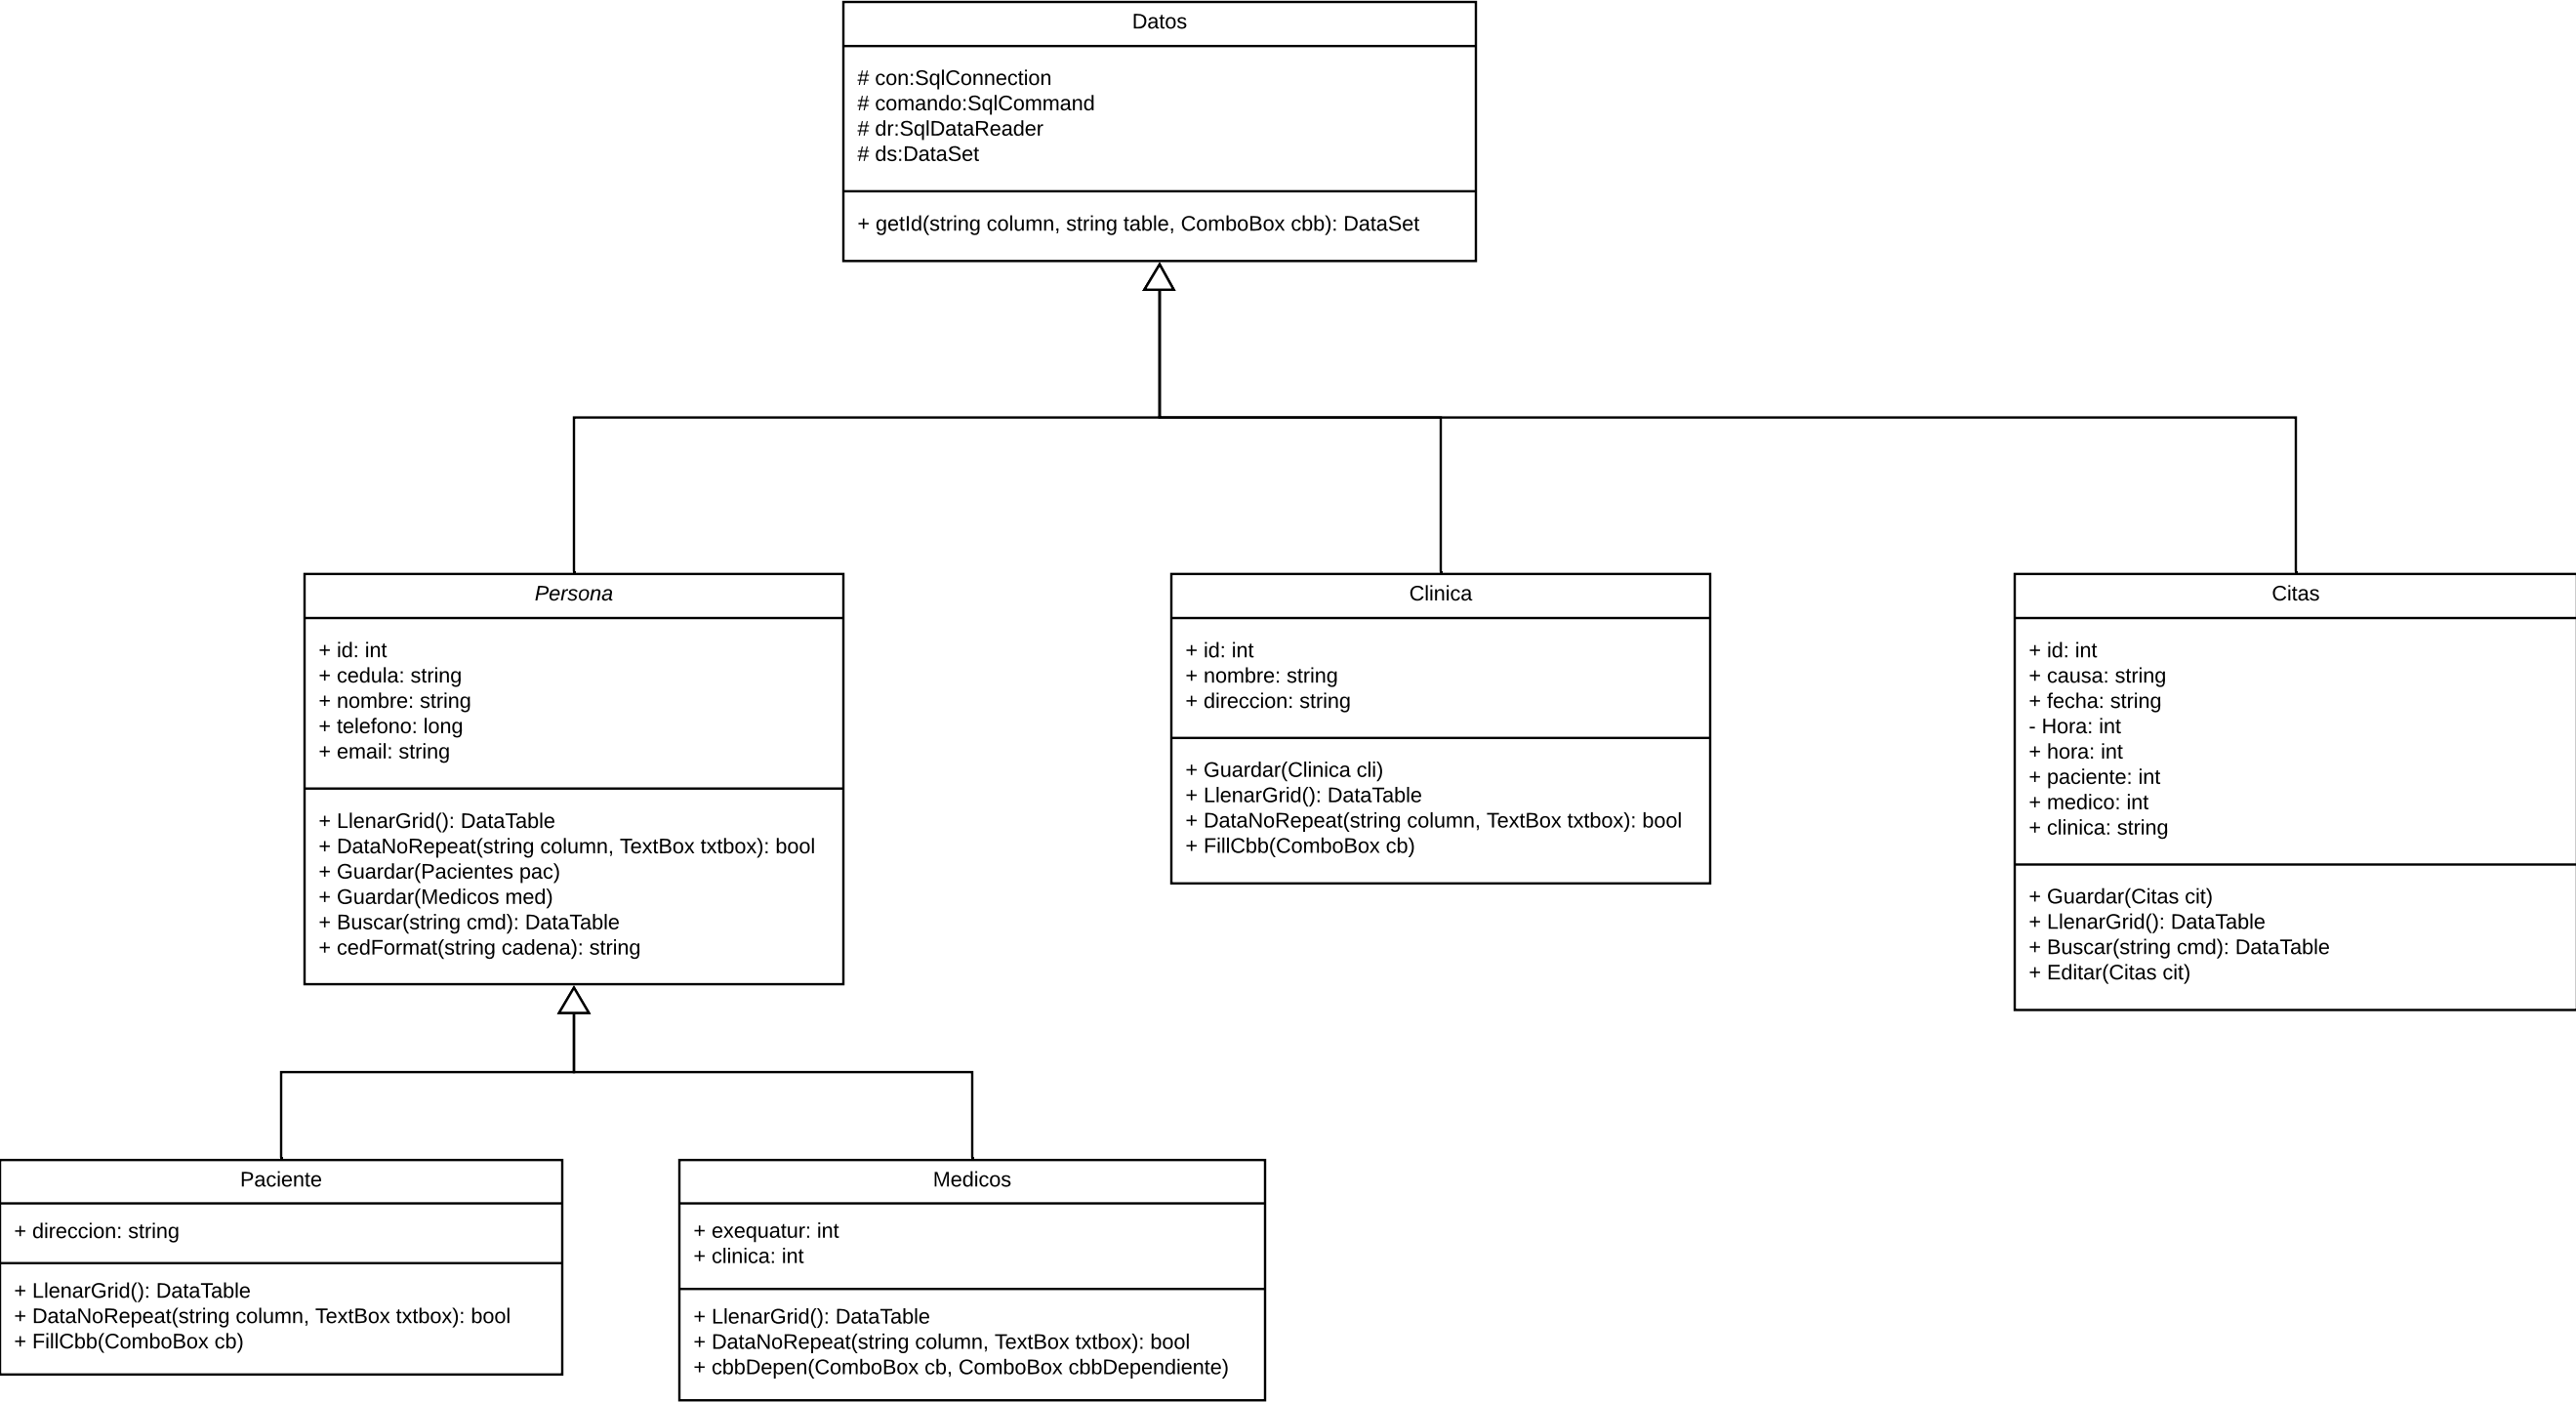 Datos
# con:SqlConnection
# comando:SqlCommand
# dr:SqlDataReader
# ds:DataSet
+ getId(string column, string table, ComboBox cbb): DataSet
Persona
+ id: int
+ cedula: string
+ nombre: string
+ telefono: long
+ email: string
+ LlenarGrid(): DataTable
+ DataNoRepeat(string column, TextBox txtbox): bool
+ Guardar(Pacientes pac)
+ Guardar(Medicos med)
+ Buscar(string cmd): DataTable
+ cedFormat(string cadena): string
Clinica
+ id: int
+ nombre: string
+ direccion: string
+ Guardar(Clinica cli)
+ LlenarGrid(): DataTable
+ DataNoRepeat(string column, TextBox txtbox): bool
+ FillCbb(ComboBox cb)
Citas
+ id: int
+ causa: string
+ fecha: string
- Hora: int
+ hora: int
+ paciente: int
+ medico: int
+ clinica: string
+ Guardar(Citas cit)
+ LlenarGrid(): DataTable
+ Buscar(string cmd): DataTable
+ Editar(Citas cit)
Paciente
+ direccion: string
+ LlenarGrid(): DataTable
+ DataNoRepeat(string column, TextBox txtbox): bool
+ FillCbb(ComboBox cb)
Medicos
+ exequatur: int
+ clinica: int
+ LlenarGrid(): DataTable
+ DataNoRepeat(string column, TextBox txtbox): bool
+ cbbDepen(ComboBox cb, ComboBox cbbDependiente)